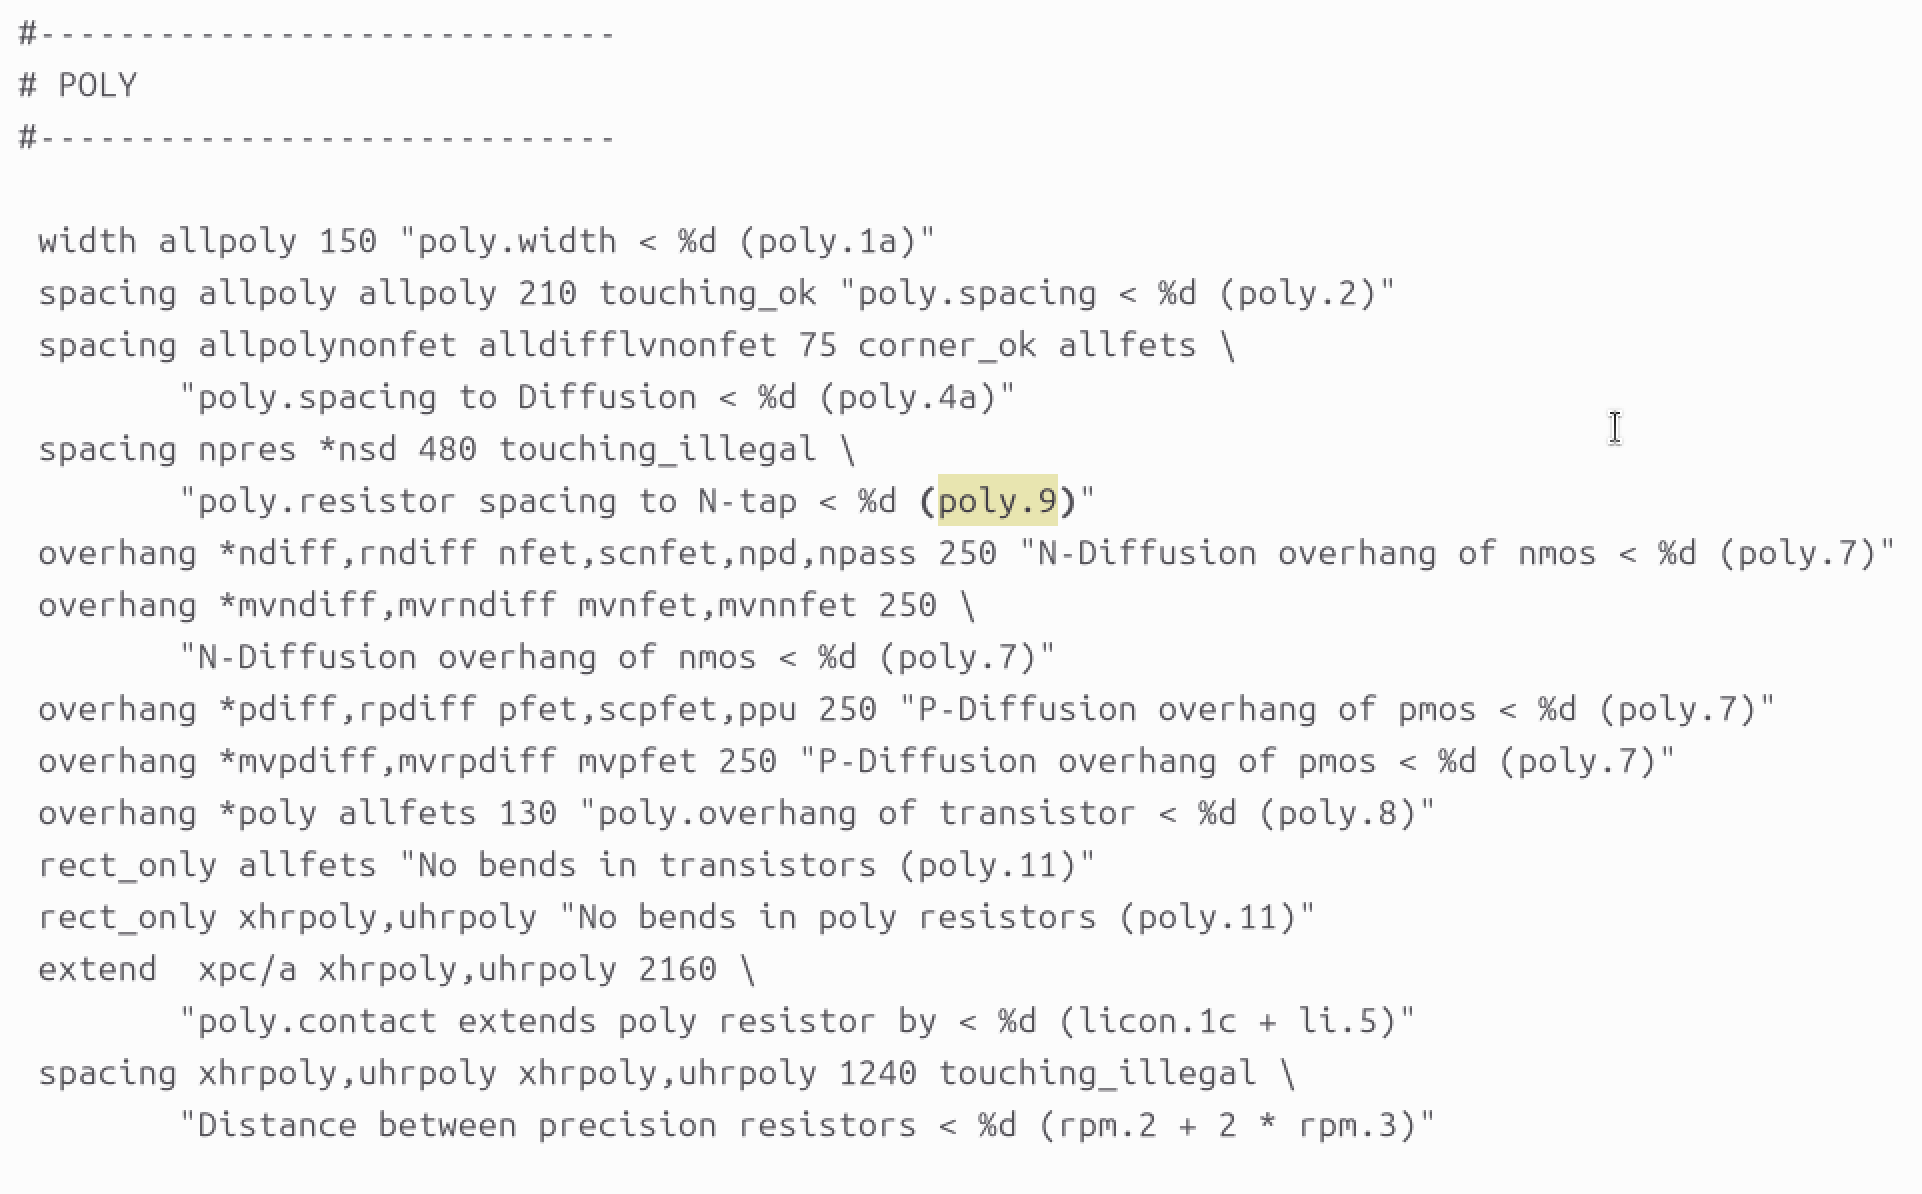 #-----------------------------
# POLY
#-----------------------------
width allpoly 150 "poly.width < %d (poly.1a)"
spacing allpoly allpoly 210 touching_ok "poly.spacing < %d (poly.2)"
spacing allpolynonfet alldifflvnonfet 75 corner_ok allfets \
"poly.spacing to Diffusion < %d (poly.4a)"
spacing npres *nsd 480 touching_illegal \
"poly.resistor spacing to N-tap < %d (poly.9)"
overhang *ndiff,rndiff nfet,scnfet,npd,npass 250 "N-Diffusion overhang of nmos < %d (poly.7)"
overhang *mvndiff,mvrndiff mvnfet,mvnnfet 250 \
"N-Diffusion overhang of nmos < %d (poly.7)"
overhang *pdiff,rpdiff pfet,scpfet,ppu 250 "P-Diffusion overhang of pmos < %d (poly.7)"
overhang *mvpdiff,mvrpdiff mvpfet 250 "P-Diffusion overhang of pmos < %d (poly.7)"
overhang *poly allfets 130 "poly.overhang of transistor < %d (poly.8)"
rect_only allfets "No bends in transistors (poly.11)"
rect_only xhrpoly,uhrpoly "No bends in poly resistors (poly.11)"
extend  xpc/a xhrpoly,uhrpoly 2160 \
"poly.contact extends poly resistor by < %d (licon.1c + li.5)"
spacing xhrpoly,uhrpoly xhrpoly,uhrpoly 1240 touching_illegal \
"Distance between precision resistors < %d (rpm.2 + 2 * rpm.3)"